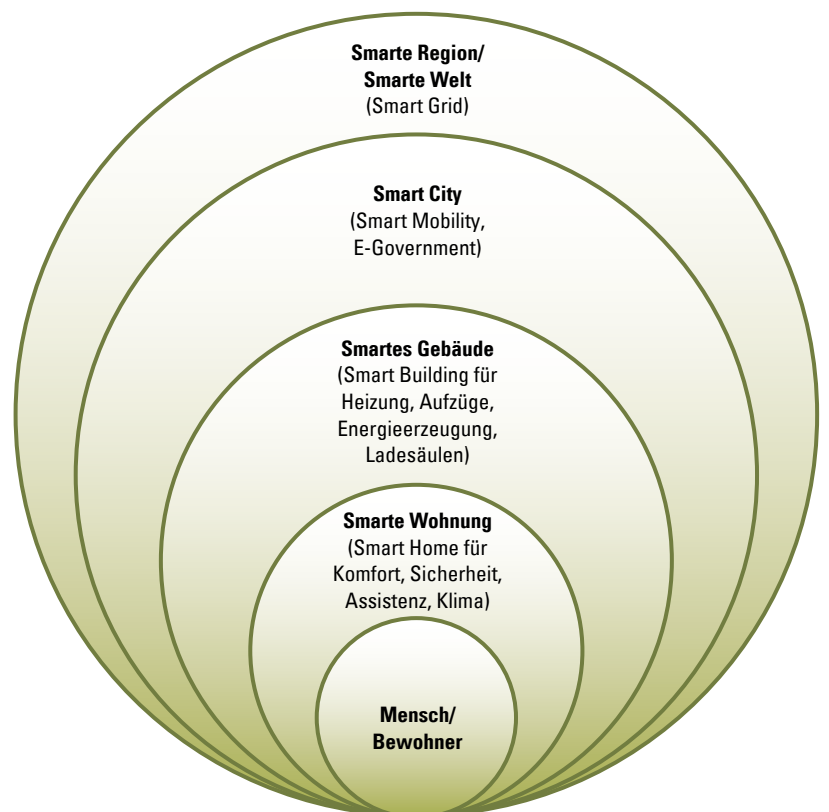 Smarte Region/
Smarte Welt
(Smart Grid)
Smart City
(Smart Mobility,
E-Government)
Smartes Gebäude
(Smart Building für
Heizung, Aufzüge,
Energieerzeugung,
Ladesäulen)
Smarte Wohnung
(Smart Home für
Komfort, Sicherheit,
Assistenz, Klima)
Mensch/
Bewohner